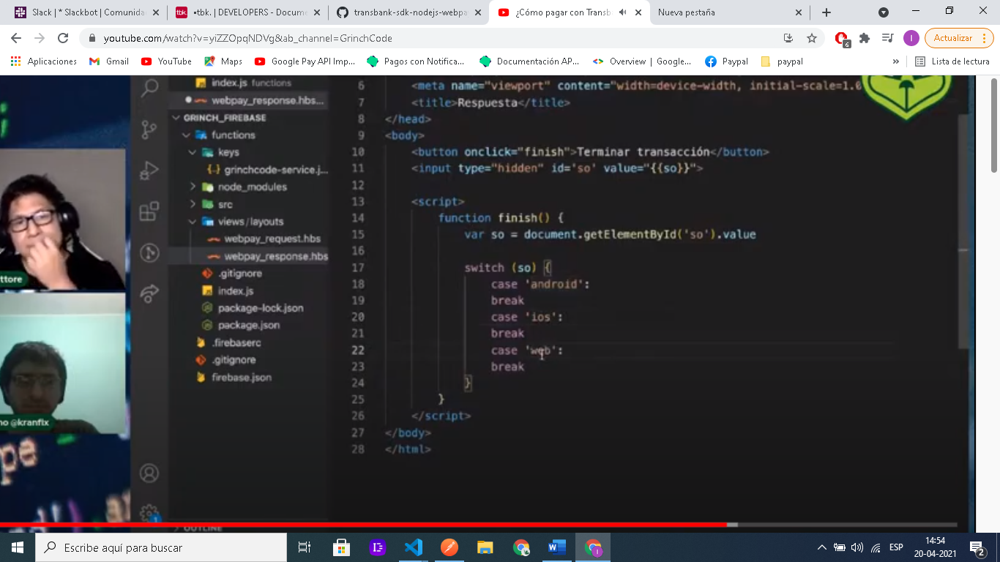 Slack | * Slackbot | Comunida
•tbk. | DEVELOPERS - Docume
transbank-sdk-nodejs-webpa
¿Cómo pagar con Transb
Nueva pestaña
youtube.com/watch?v=yiZZOpqNDVg&ab_channel=GrinchCode
6
I
Actualizar
Aplicaciones
Gmail
YouTube
Maps
Google Pay API Imp...
Pagos con Notifica...
Documentación AP...
Overview | Google...
Paypal
paypal
»
Lista de lectura
index.js functions
webpay_response.hbs...
GRINCH_FIREBASE
functions
keys
grinchcode-service.j...
node_modules
src
views/layouts
webpay_request.hbs
webpay_response.hbs
.gitignore
index.js
package-lock.json
package.json
.firebaserc
.gitignore
firebase.json
OUTLINE
6 <meta name="viewport" content="width=device-width, initial-scale=1.0
7 <title>Respuesta</title>
8 </head>
9 <body>
10 <button onclick="finish">Terminar transacción</button>
11 <input type="hidden" id='so' value="{{so}}">
12
13 <script>
14 function finish() {
15 var so = document.getElementById('so').value
16
17 switch (so) {
18 case 'android':
19 break
20 case 'ios':
21 break
22 case 'web':
23 break
24 }
25 }
26 </script>
27 </body>
28 </html>
ttore
no @kranfix
pe
1
Escribe aquí para buscar
ESP
14:54
20-04-2021
2